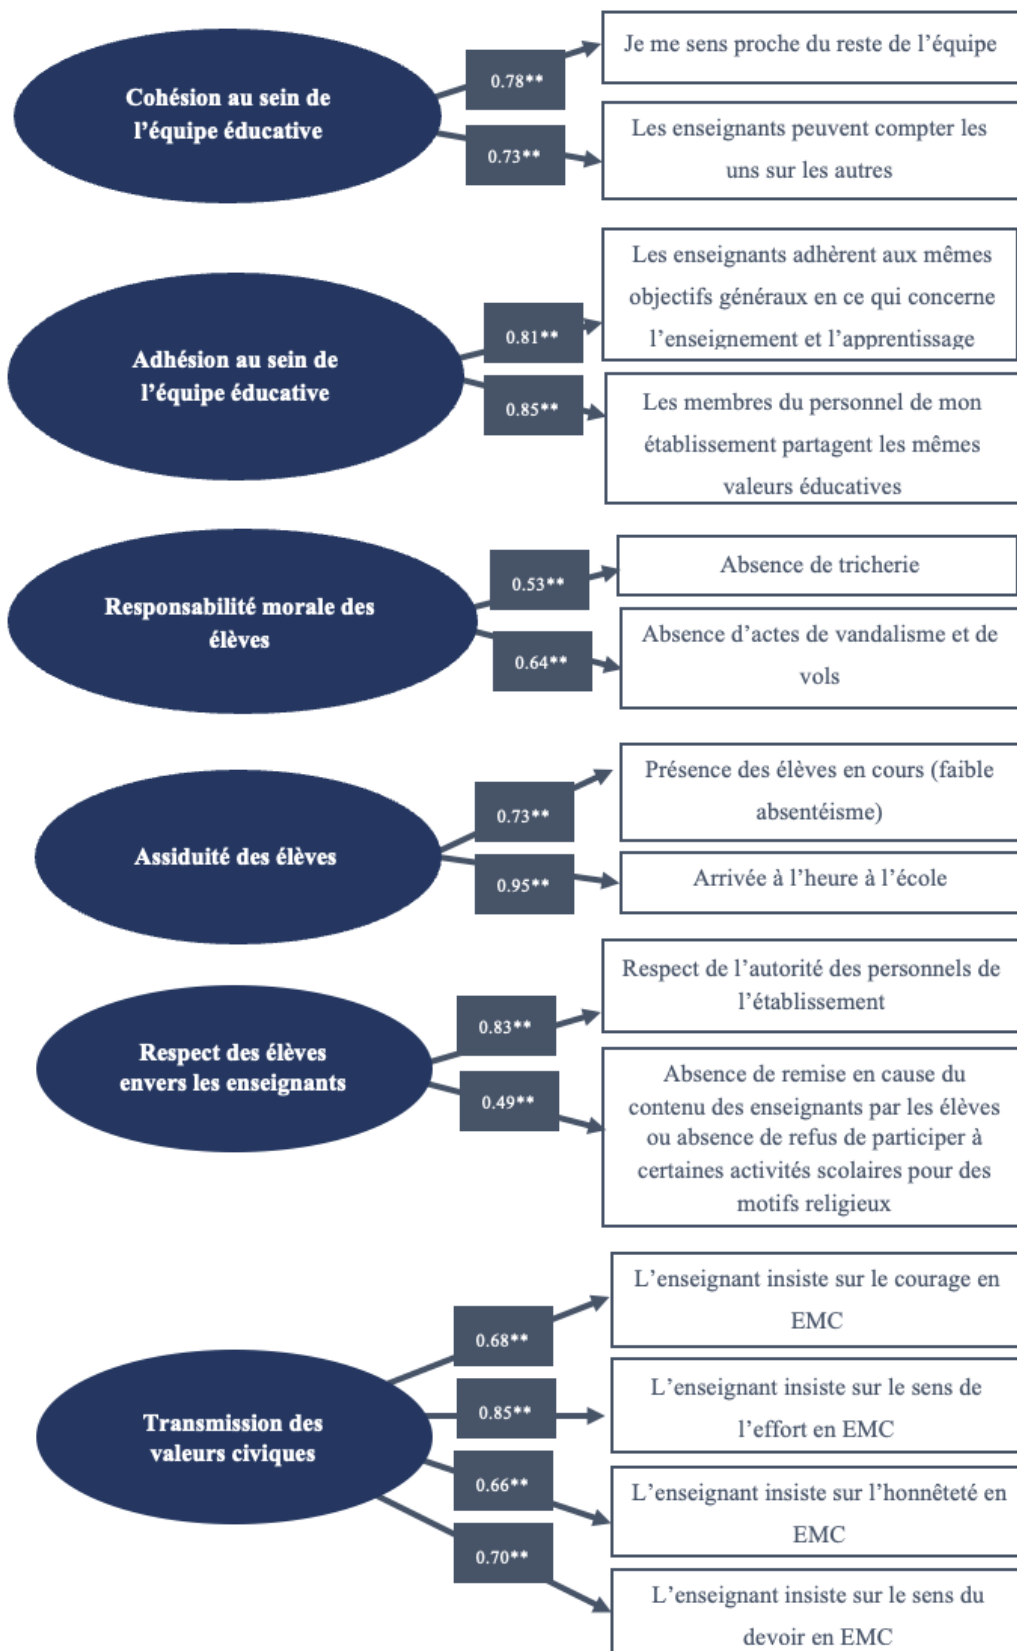 Cohésion au sein de
l’équipe éducative
0.78**
Je me sens proche du reste de l’équipe
0.73**
Les enseignants peuvent compter les
uns sur les autres
Adhésion au sein de
l’équipe éducative
0.81**
Les enseignants adhèrent aux mêmes
objectifs généraux en ce qui concerne
l’enseignement et l’apprentissage
0.85**
Les membres du personnel de mon
établissement partagent les mêmes
valeurs éducatives
Responsabilité morale des
élèves
0.53**
Absence de tricherie
0.64**
Absence d’actes de vandalisme et de
vols
Assiduité des élèves
0.73**
Présence des élèves en cours (faible
absentéisme)
0.95**
Arrivée à l’heure à l’école
Respect des élèves
envers les enseignants
0.83**
Respect de l’autorité des personnels de
l’établissement
0.49**
Absence de remise en cause du
contenu des enseignants par les élèves
ou absence de refus de participer à
certaines activités scolaires pour des
motifs religieux
Transmission des
valeurs civiques
0.68**
L’enseignant insiste sur le courage en
EMC
0.85**
L’enseignant insiste sur le sens de
l’effort en EMC
0.66**
L’enseignant insiste sur l’honnêteté en
EMC
0.70**
L’enseignant insiste sur le sens du
devoir en EMC